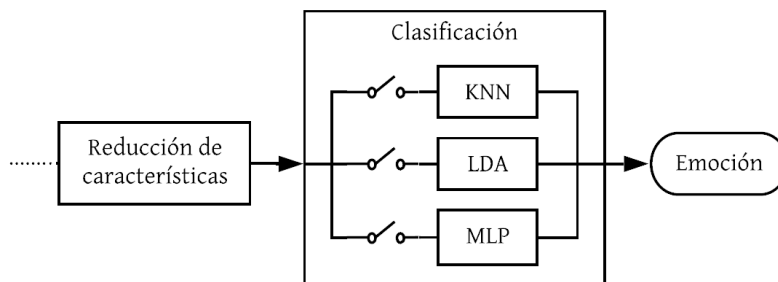 Clasificación
KNN
Reducción de
características
LDA
Emoción
MLP